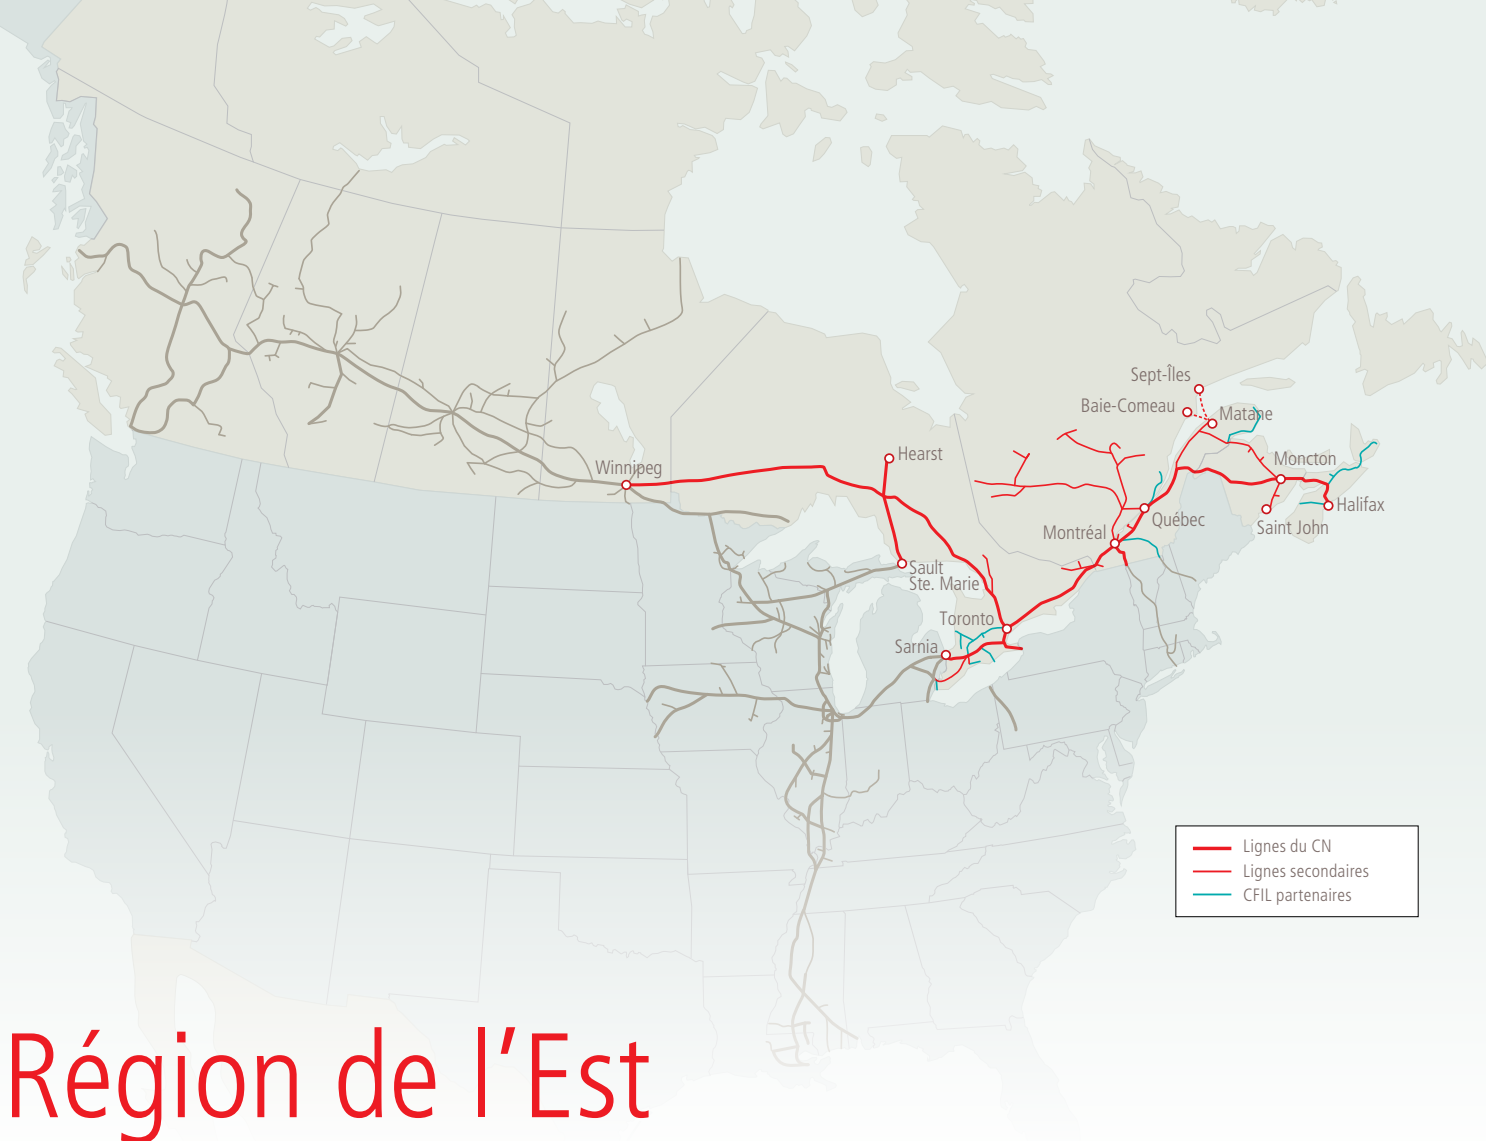 Sept-Îles
Baie-Comeau
Matane
Hearst
Moncton
Winnipeg
Halifax
Québec
Saint John
Montréal
Sault
Ste. Marie
Toronto
Sarnia
Lignes du CN
Lignes secondaires
CFIL partenaires
Région de l’Est